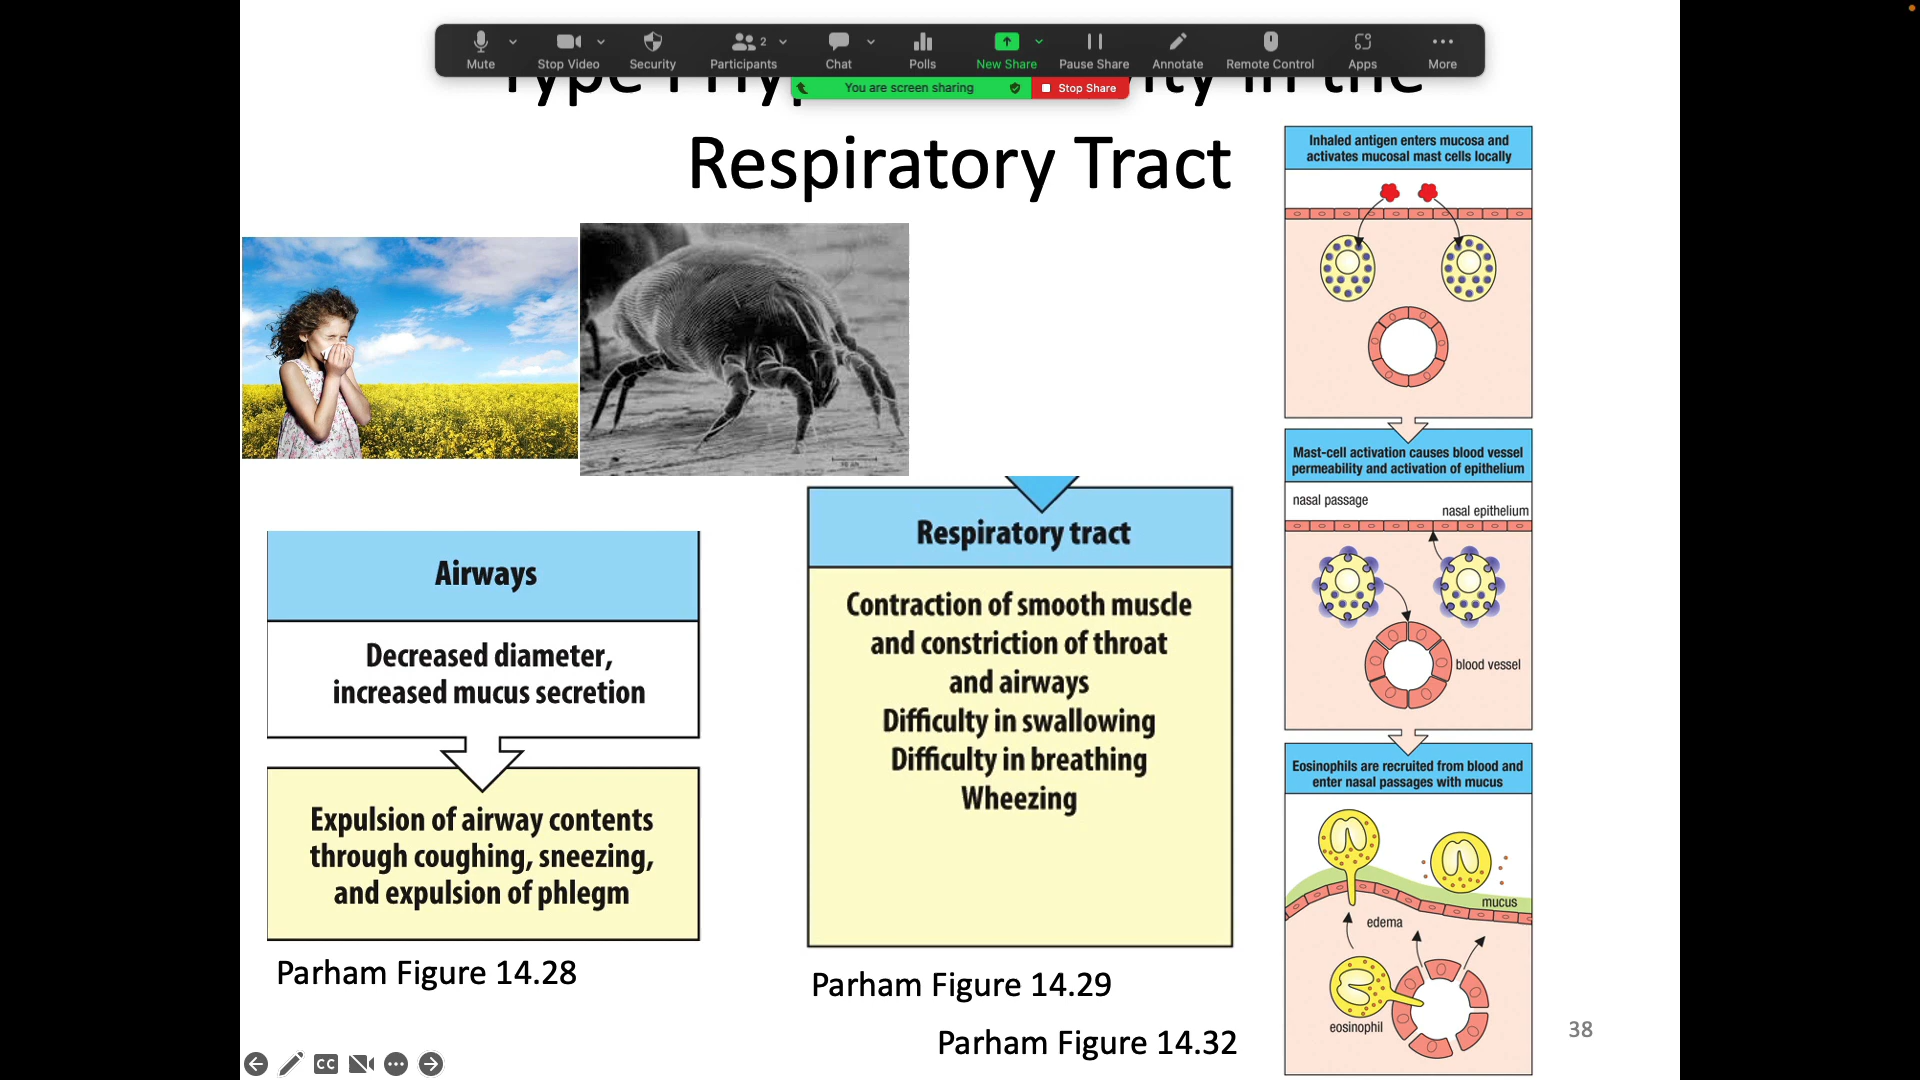 Mute
Stop Video
Security
Participants
2
Chat
Polls
New Share
Pause Share
Annotate
Remote Control
Apps
More
You are screen sharing
Stop Share
Type I in the
Respiratory Tract
Airways
Decreased diameter,
increased mucus secretion
Expulsion of airway contents
through coughing, sneezing,
and expulsion of phlegm
Parham Figure 14.28
Respiratory tract
Contraction of smooth muscle
and constriction of throat
and airways
Difficulty in swallowing
Difficulty in breathing
Wheezing
Parham Figure 14.29
Parham Figure 14.32
Inhaled antigen enters mucosa and
activates mucosal mast cells locally
Mast-cell activation causes blood vessel
permeability and activation of epithelium
nasal passage
nasal epithelium
blood vessel
Eosinophils are recruited from blood and
enter nasal passages with mucus
mucus
edema
eosinophil
38
CC